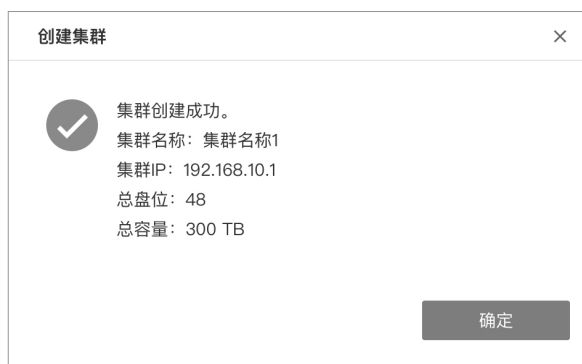 创建集群
集群创建成功。
集群名称：集群名称1
集群IP：192.168.10.1
总盘位：48
总容量：300 TB
确定